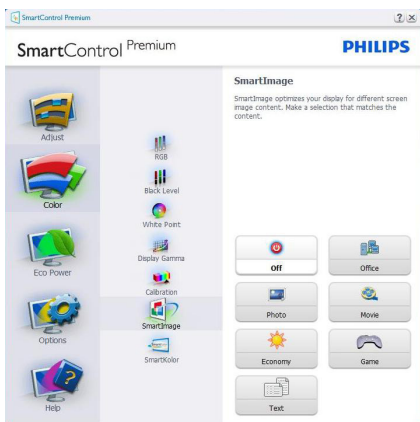 SmartControl Premium
SmartControl Premium
PHILIPS
Adjust
Color
Eco Power
Options
Help
RGB
Black Level
White Point
Display Gamma
Calibration
SmartImage
SmartKolor
SmartImage
SmartImage optimizes your display for different screen
image content. Make a selection that matches the
content.
Off
Office
Photo
Movie
Economy
Game
Text